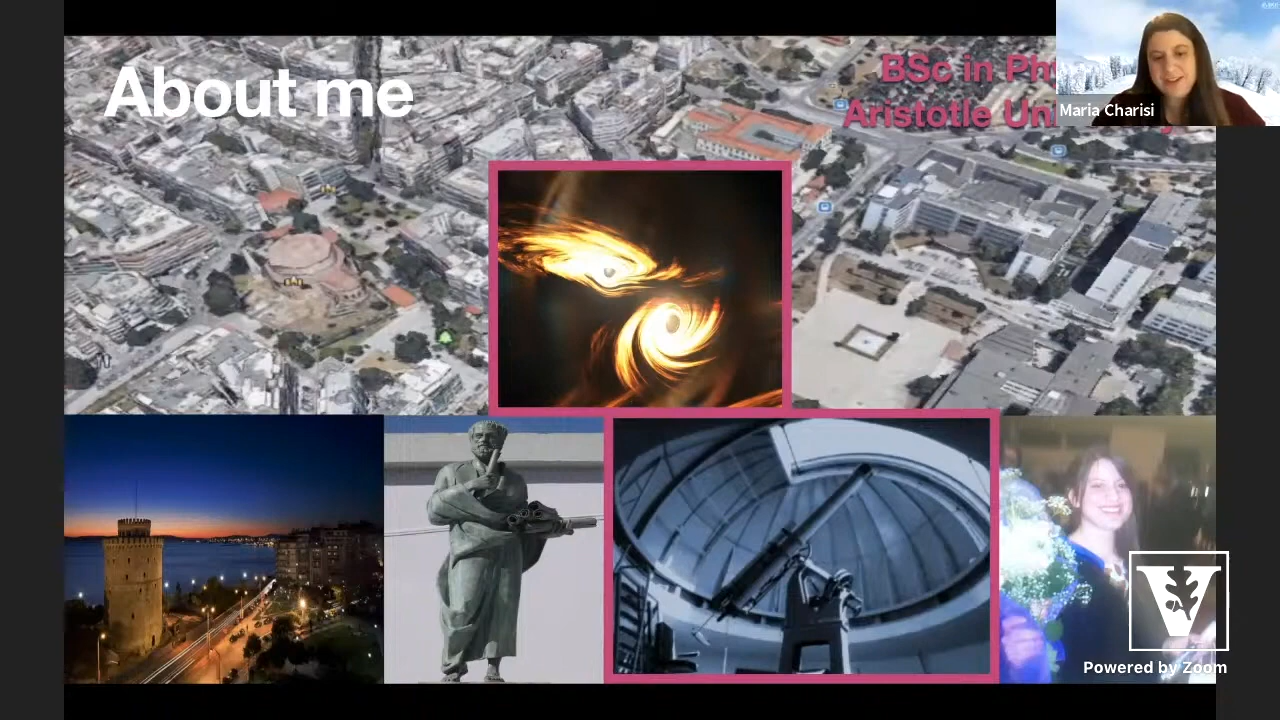 About me
BSc in Ph
Aristotle Un
Maria Charisi
V
Powered by Zoom